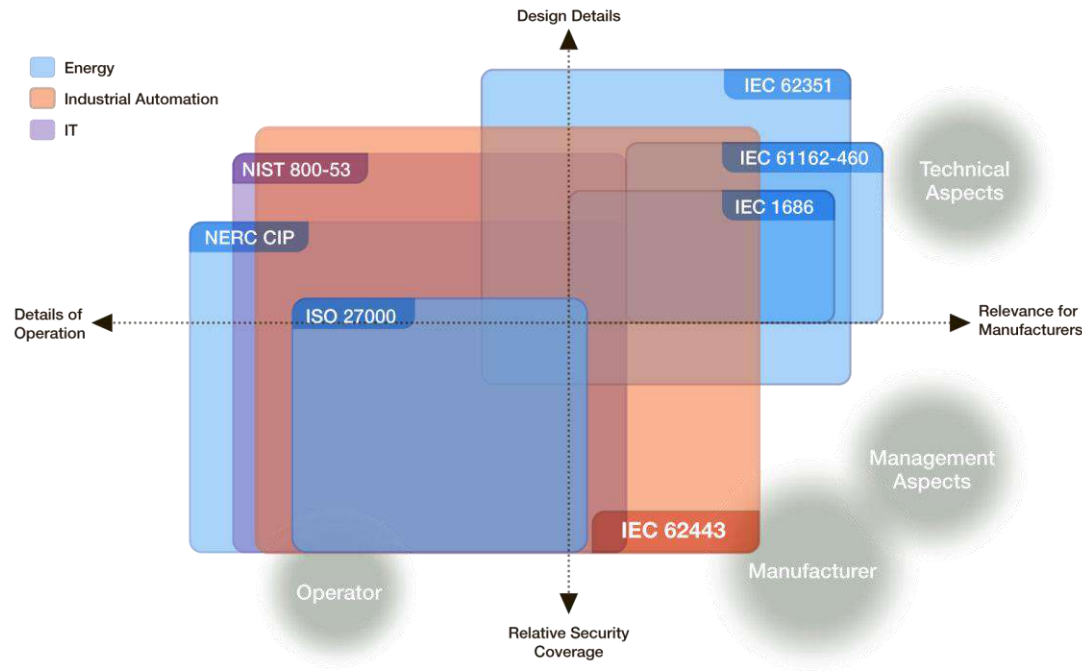 Design Details
Energy
Industrial Automation
IT
IEC 62351
NIST 800-53
IEC 61162-460
Technical
Aspects
IEC 1686
NERC CIP
ISO 27000
Details of
Operation
Relevance for
Manufacturers
Management
Aspects
IEC 62443
Manufacturer
Operator
Relative Security
Coverage